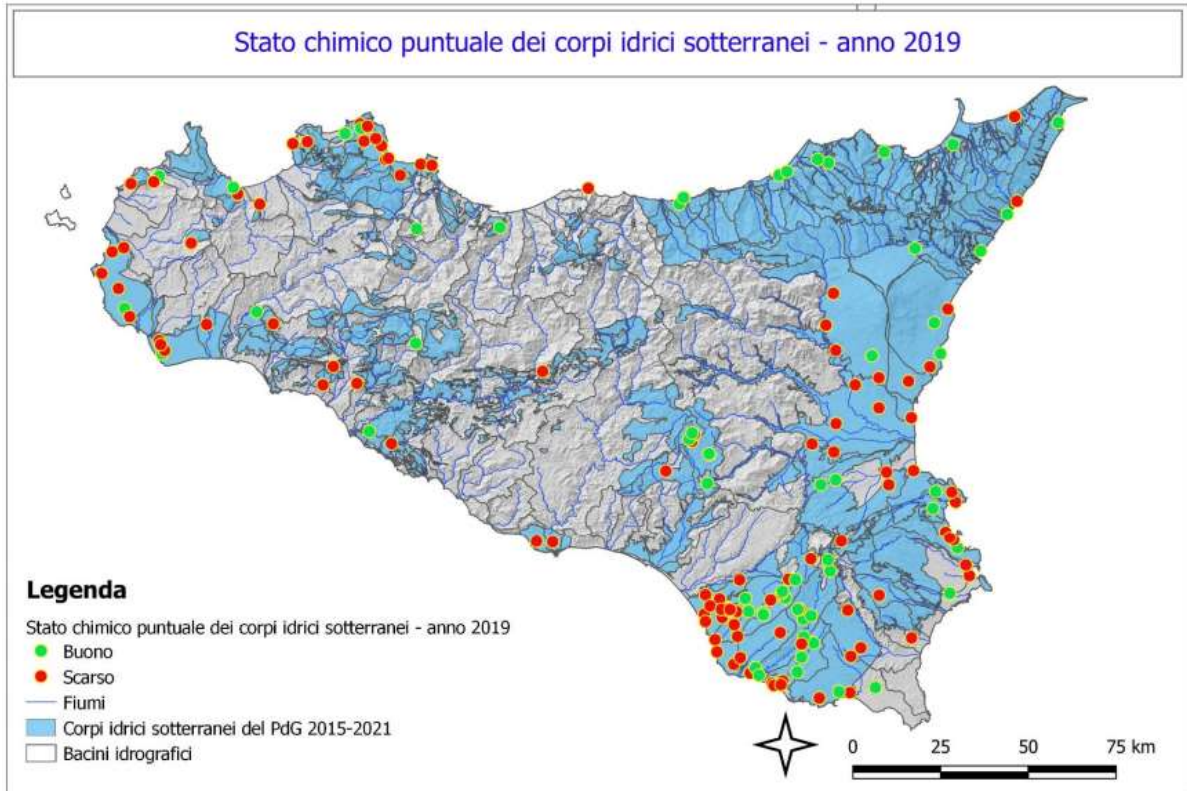 Stato chimico puntuale dei corpi idrici sotterranei - anno 2019
Legenda
Stato chimico puntuale dei corpi idrici sotterranei - anno 2019
Buono
Scarso
Fiumi
Corpi idrici sotterranei del PdG 2015-2021
Bacini idrografici
0 25 50 75 km